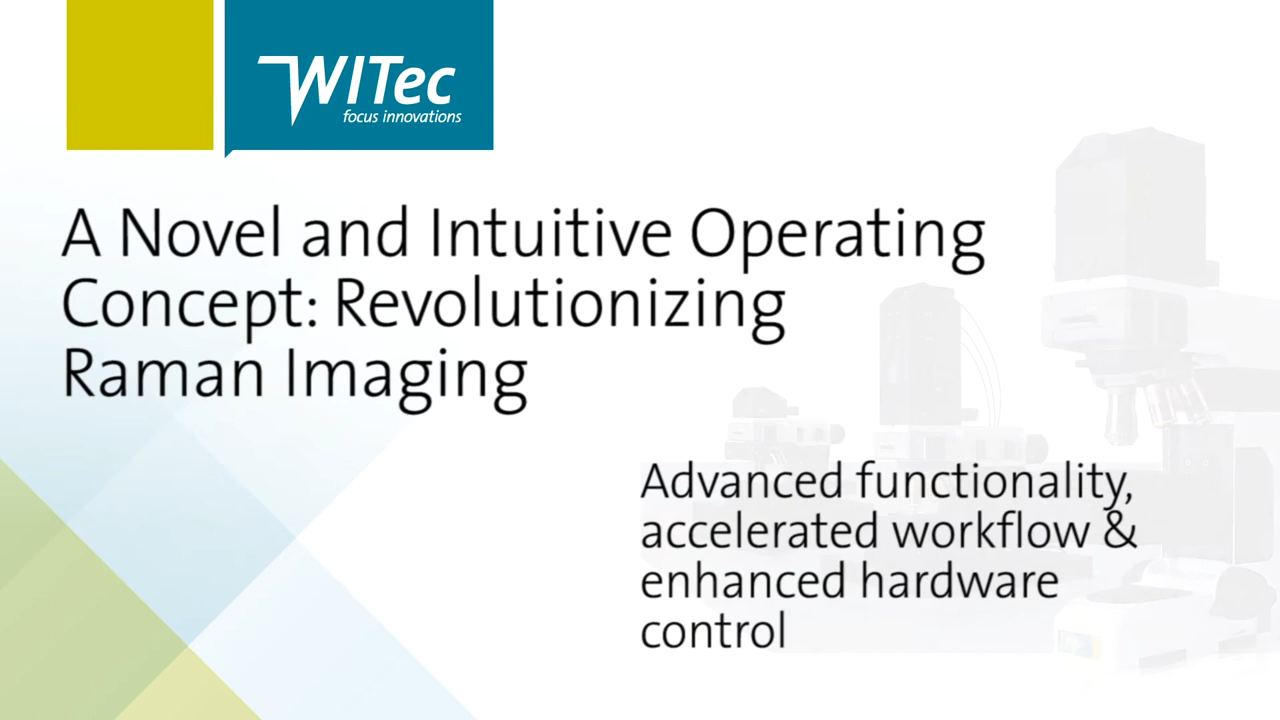 WITec
focus innovations
A Novel and Intuitive Operating
Concept: Revolutionizing
Raman Imaging
Advanced functionality,
accelerated workflow &
enhanced hardware
control